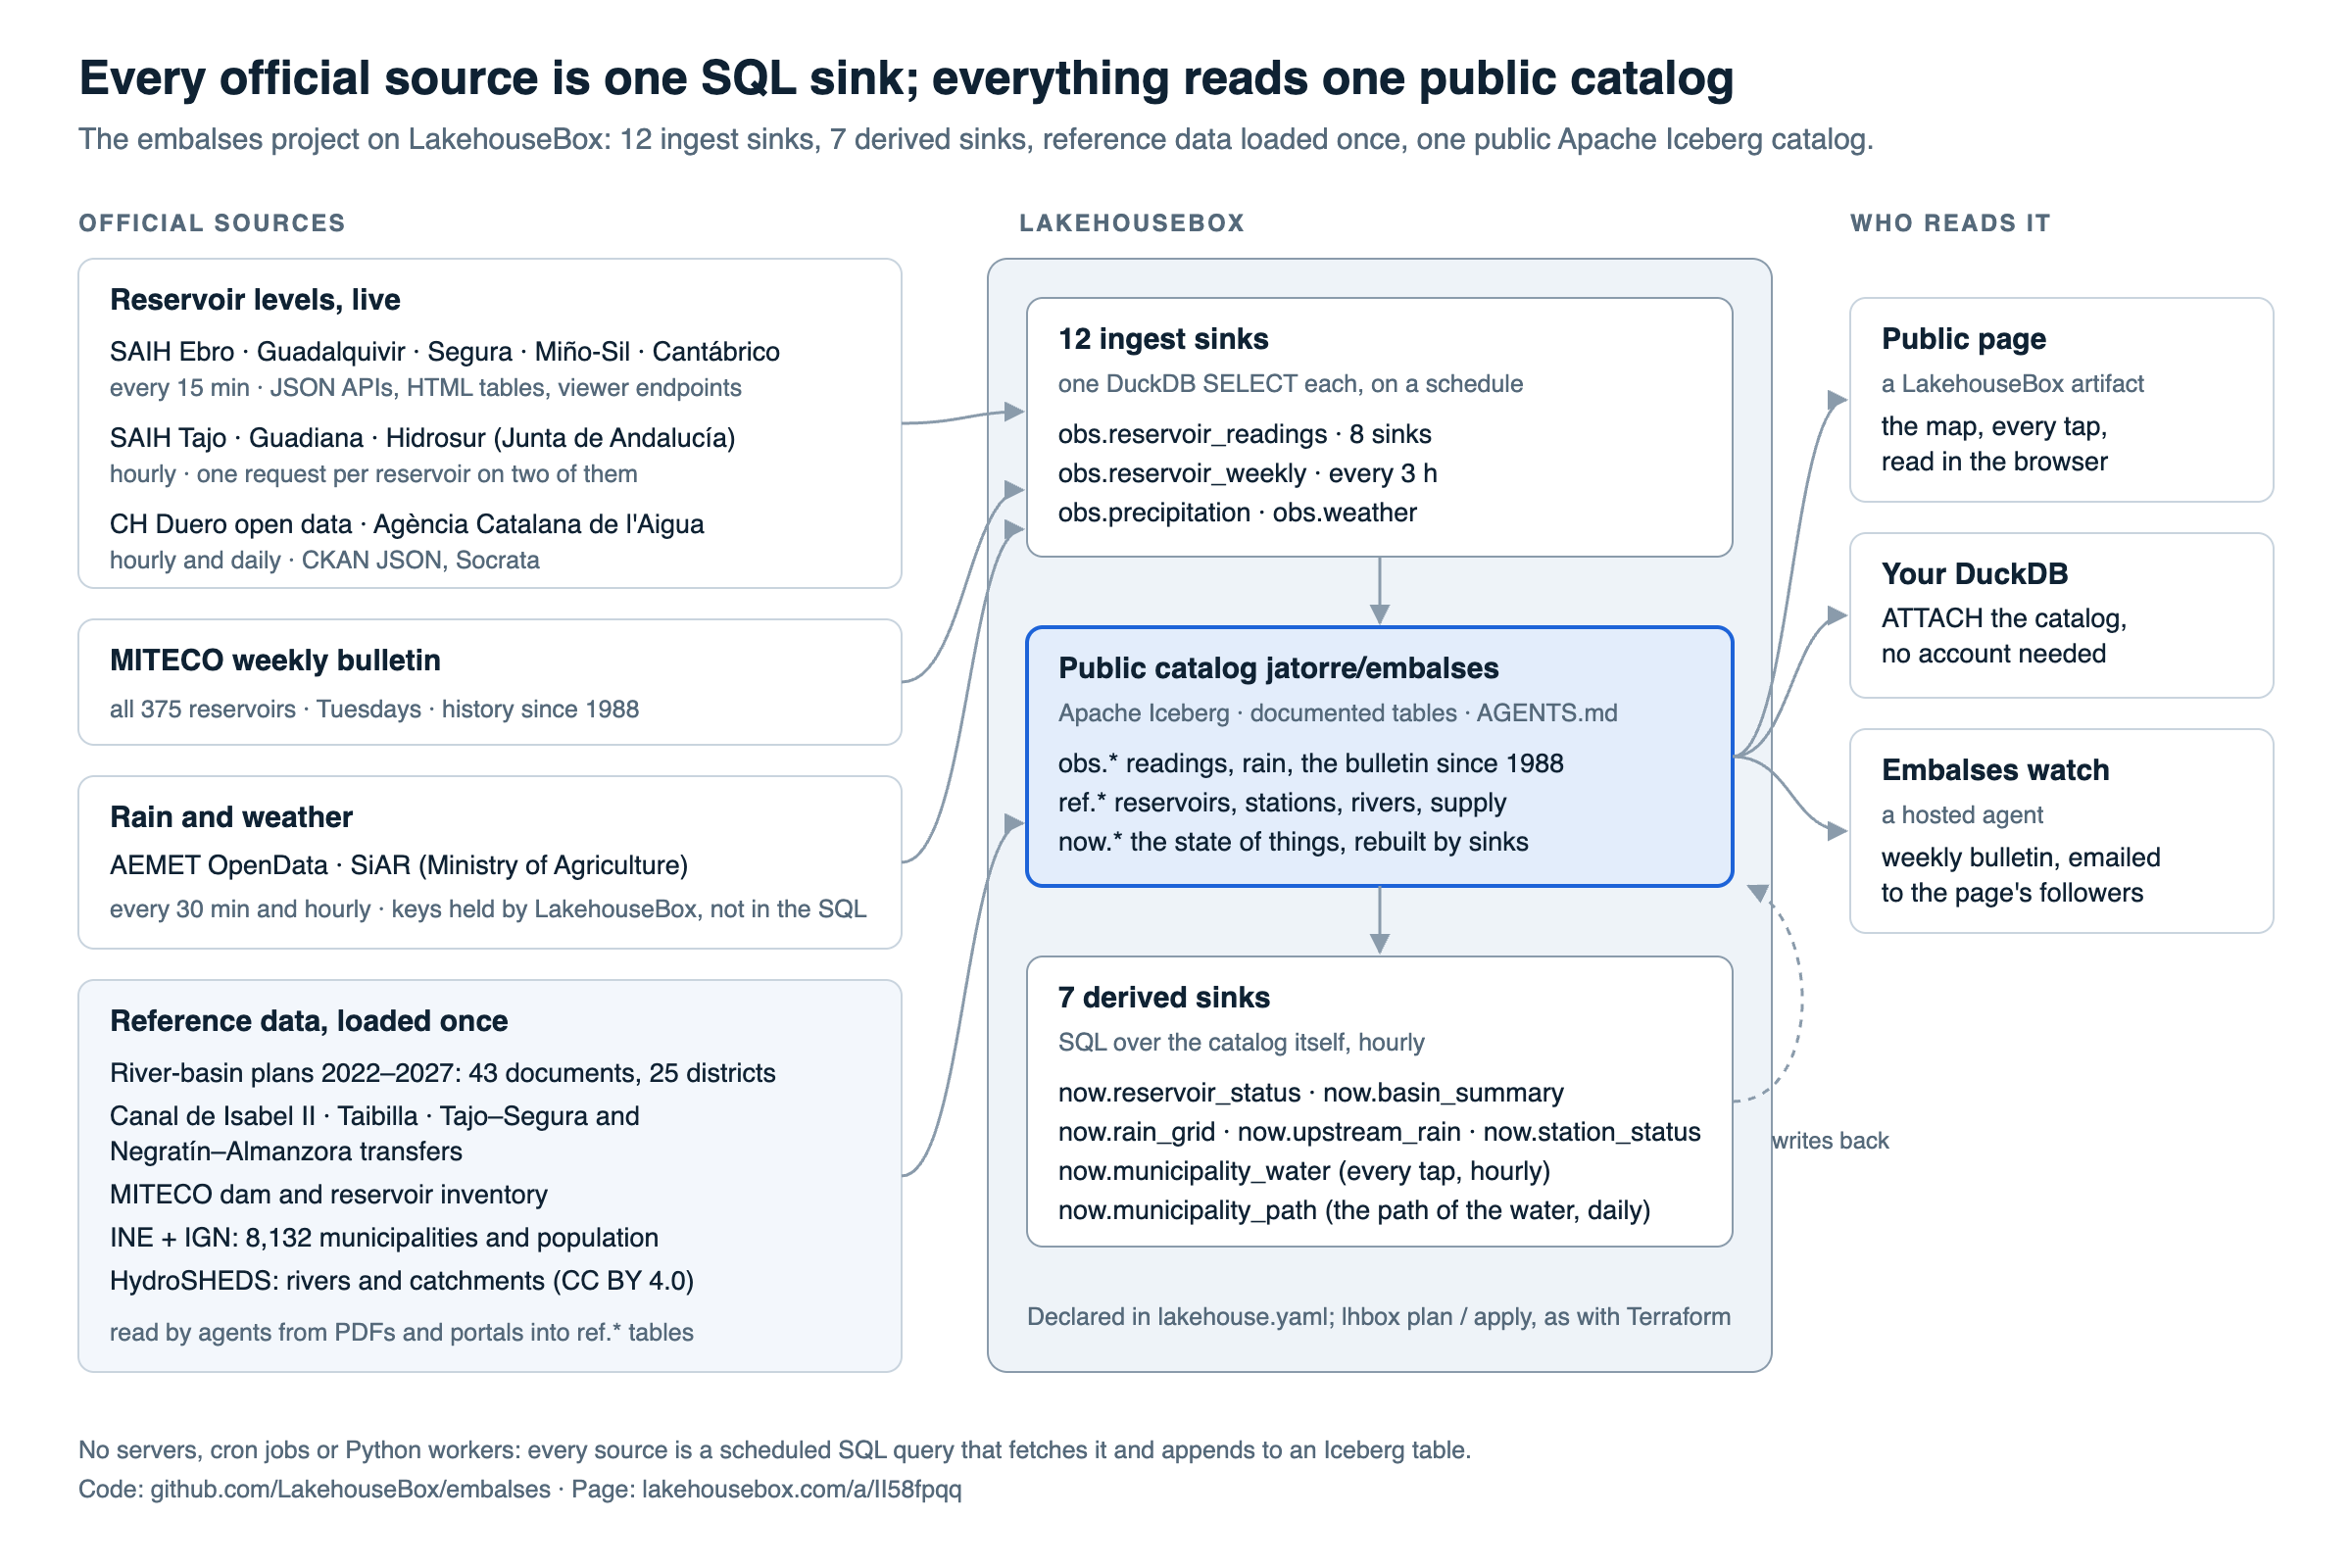 Every official source is one SQL sink; everything reads one public catalog
The embalses project on LakehouseBox: 12 ingest sinks, 7 derived sinks, reference data loaded once, one public Apache Iceberg catalog.
OFFICIAL SOURCES
Reservoir levels, live
SAIH Ebro · Guadalquivir · Segura · Miño-Sil · Cantábrico
every 15 min · JSON APIs, HTML tables, viewer endpoints
SAIH Tajo · Guadiana · Hidrosur (Junta de Andalucía)
hourly · one request per reservoir on two of them
CH Duero open data · Agència Catalana de l'Aigua
hourly and daily · CKAN JSON, Socrata
MITECO weekly bulletin
all 375 reservoirs · Tuesdays · history since 1988
Rain and weather
AEMET OpenData · SiAR (Ministry of Agriculture)
every 30 min and hourly · keys held by LakehouseBox, not in the SQL
Reference data, loaded once
River-basin plans 2022–2027: 43 documents, 25 districts
Canal de Isabel II · Taibilla · Tajo–Segura and
Negratín–Almanzora transfers
MITECO dam and reservoir inventory
INE + IGN: 8,132 municipalities and population
HydroSHEDS: rivers and catchments (CC BY 4.0)
read by agents from PDFs and portals into ref.* tables
LAKEHOUSEBOX
12 ingest sinks
one DuckDB SELECT each, on a schedule
obs.reservoir_readings · 8 sinks
obs.reservoir_weekly · every 3 h
obs.precipitation · obs.weather
Public catalog jatorre/embalses
Apache Iceberg · documented tables · AGENTS.md
obs.* readings, rain, the bulletin since 1988
ref.* reservoirs, stations, rivers, supply
now.* the state of things, rebuilt by sinks
7 derived sinks
SQL over the catalog itself, hourly
now.reservoir_status · now.basin_summary
now.rain_grid · now.upstream_rain · now.station_status
now.municipality_water (every tap, hourly)
now.municipality_path (the path of the water, daily)
writes back
Declared in lakehouse.yaml; lhbox plan / apply, as with Terraform
WHO READS IT
Public page
a LakehouseBox artifact
the map, every tap,
read in the browser
Your DuckDB
ATTACH the catalog,
no account needed
Embalses watch
a hosted agent
weekly bulletin, emailed
to the page's followers
No servers, cron jobs or Python workers: every source is a scheduled SQL query that fetches it and appends to an Iceberg table.
Code: github.com/LakehouseBox/embalses · Page: lakehousebox.com/a/II58fpqq